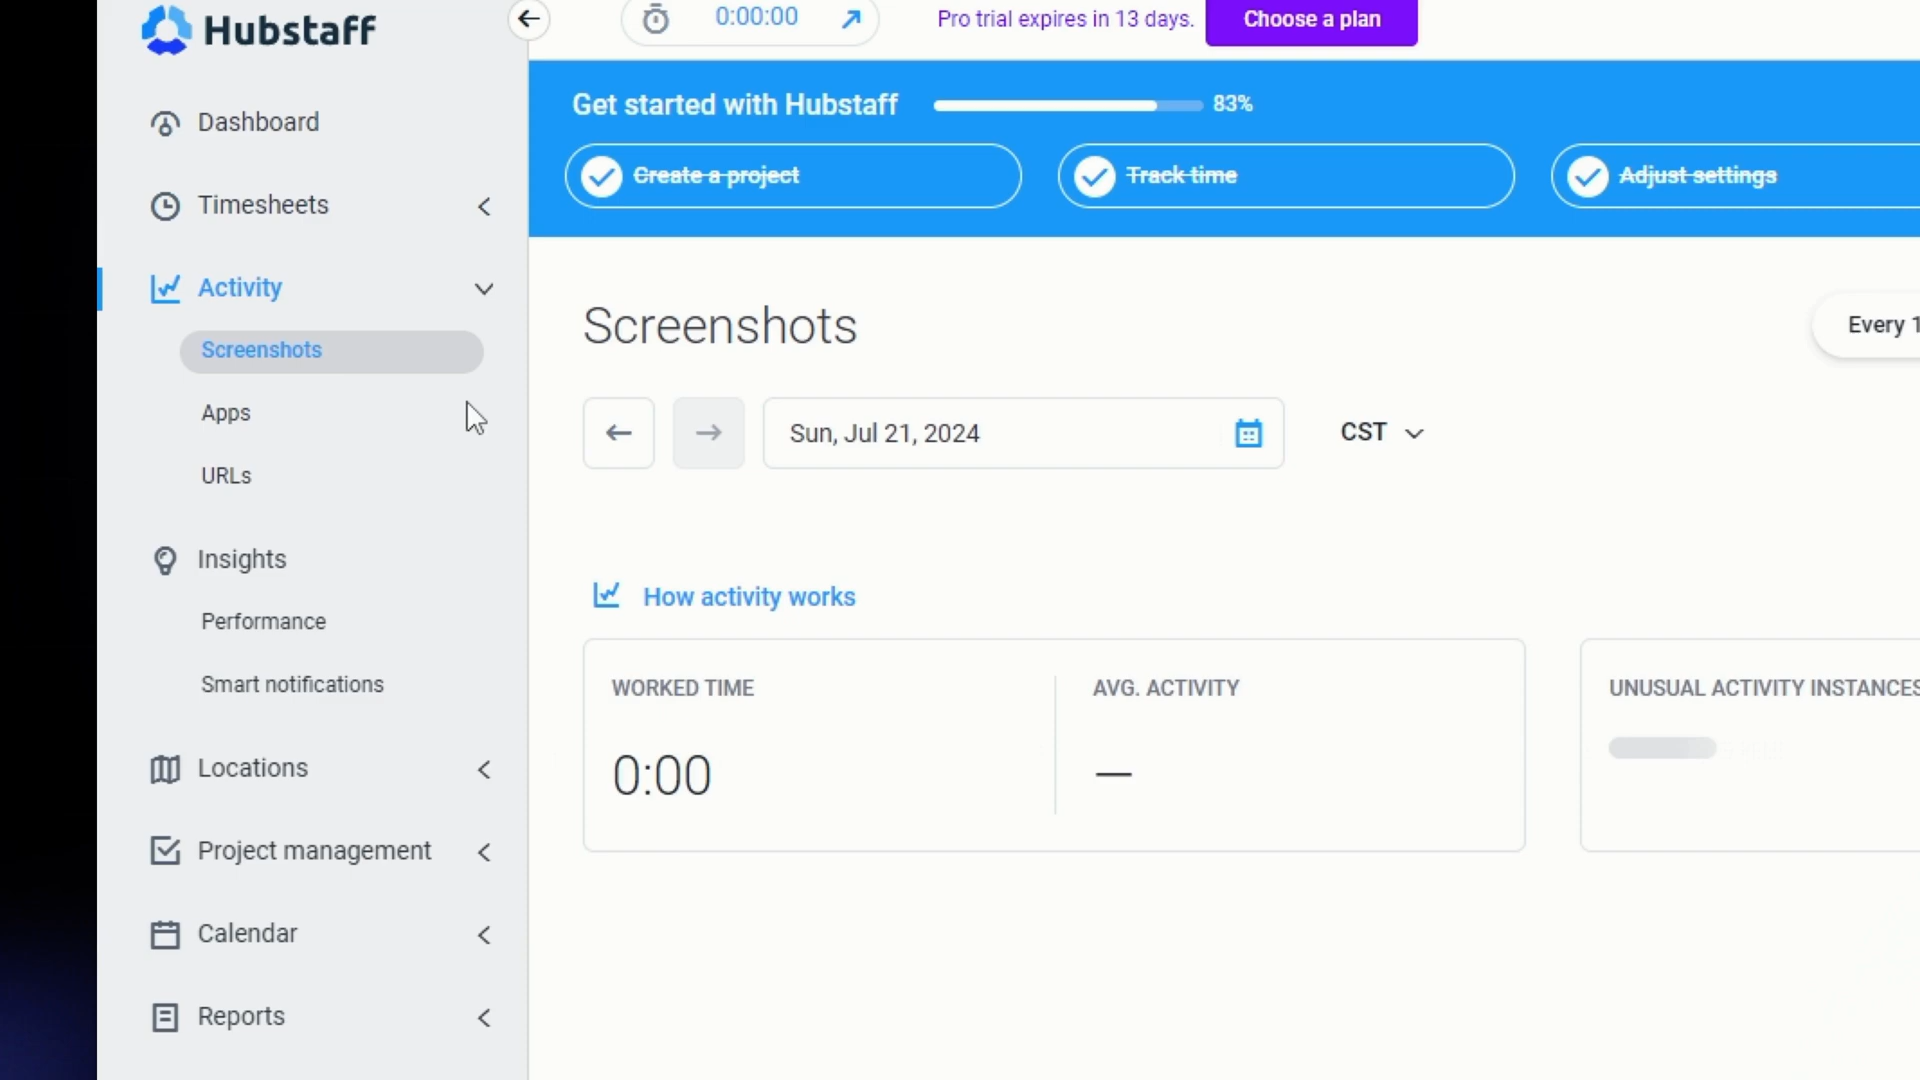 Hubstaff
0:00:00
Pro trial expires in 13 days.
Choose a plan
Dashboard
Timesheets
Activity
Screenshots
Apps
URLs
Insights
Performance
Smart notifications
Locations
Project management
Calendar
Reports
Get started with Hubstaff
83%
Create a project
Track time
Adjust settings
Screenshots
Every 1
Sun, Jul 21, 2024
CST
How activity works
WORKED TIME
0:00
AVG. ACTIVITY
—
UNUSUAL ACTIVITY INSTANCES